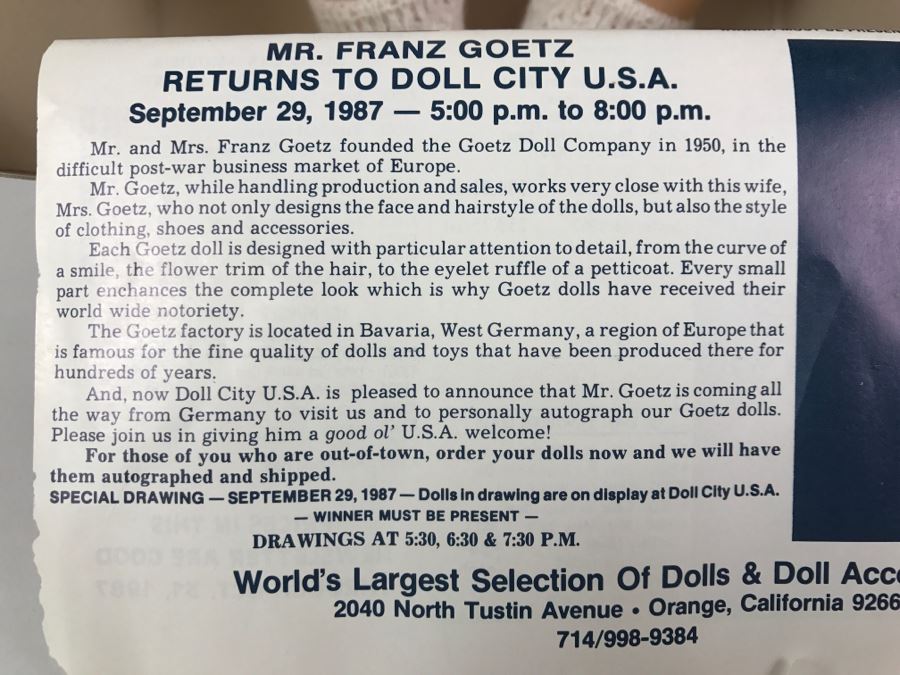 MR. FRANZ GOETZ
RETURNS TO DOLL CITY U.S.A.
September 29, 1987 — 5:00 p.m. to 8:00 p.m.
Mr. and Mrs. Franz Goetz founded the Goetz Doll Company in 1950, in the
difficult post-war business market of Europe.
Mr. Goetz, while handling production and sales, works very close with this wife,
Mrs. Goetz, who not only designs the face and hairstyle of the dolls, but also the style
of clothing, shoes and accessories.
Each Goetz doll is designed with particular attention to detail, from the curve of
a smile, the flower trim of the hair, to the eyelet ruffle of a petticoat. Every small
part enchances the complete look which is why Goetz dolls have received their
world wide notoriety.
The Goetz factory is located in Bavaria, West Germany, a region of Europe that
is famous for the fine quality of dolls and toys that have been produced there for
hundreds of years.
And, now Doll City U.S.A. is pleased to announce that Mr. Goetz is coming all
the way from Germany to visit us and to personally autograph our Goetz dolls.
Please join us in giving him a good ol' U.S.A. welcome!
For those of you who are out-of-town, order your dolls now and we will have
them autographed and shipped.
SPECIAL DRAWING — SEPTEMBER 29, 1987 — Dolls in drawing are on display at Doll City U.S.A.
— WINNER MUST BE PRESENT —
DRAWINGS AT 5:30, 6:30 & 7:30 P.M.
World's Largest Selection Of Dolls & Doll Acce
2040 North Tustin Avenue • Orange, California 9266
714/998-9384